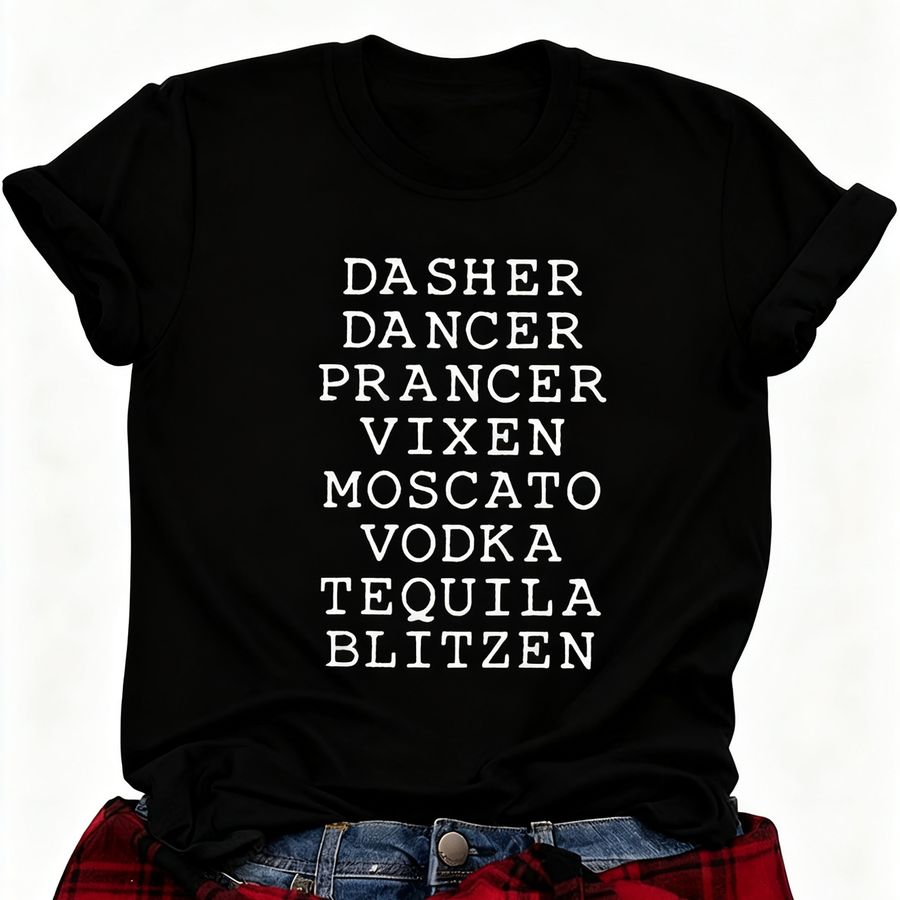 DASHER
DANCER
PRANCER
VIXEN
MOSCATO
VODKA
TEQUILA
BLITZEN